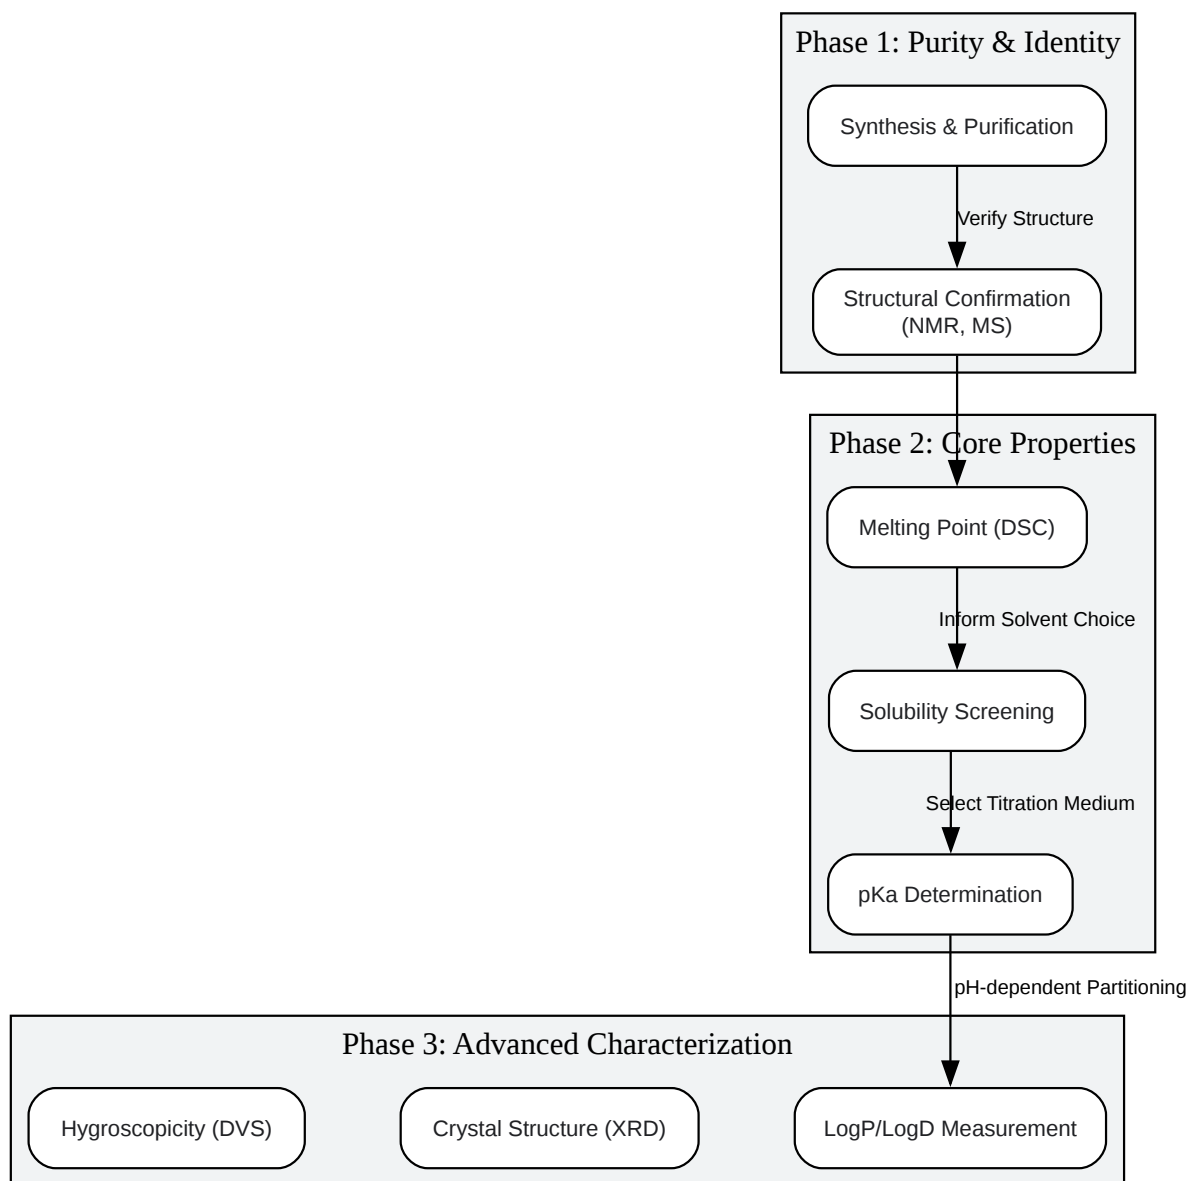 Phase 1: Purity & Identity
Synthesis & Purification
Verify Structure
Structural Confirmation
(NMR, MS)
Phase 2: Core Properties
Melting Point (DSC)
Inform Solvent Choice
Solubility Screening
Select Titration Medium
pKa Determination
pH-dependent Partitioning
Phase 3: Advanced Characterization
Hygroscopicity (DVS)
Crystal Structure (XRD)
LogP/LogD Measurement